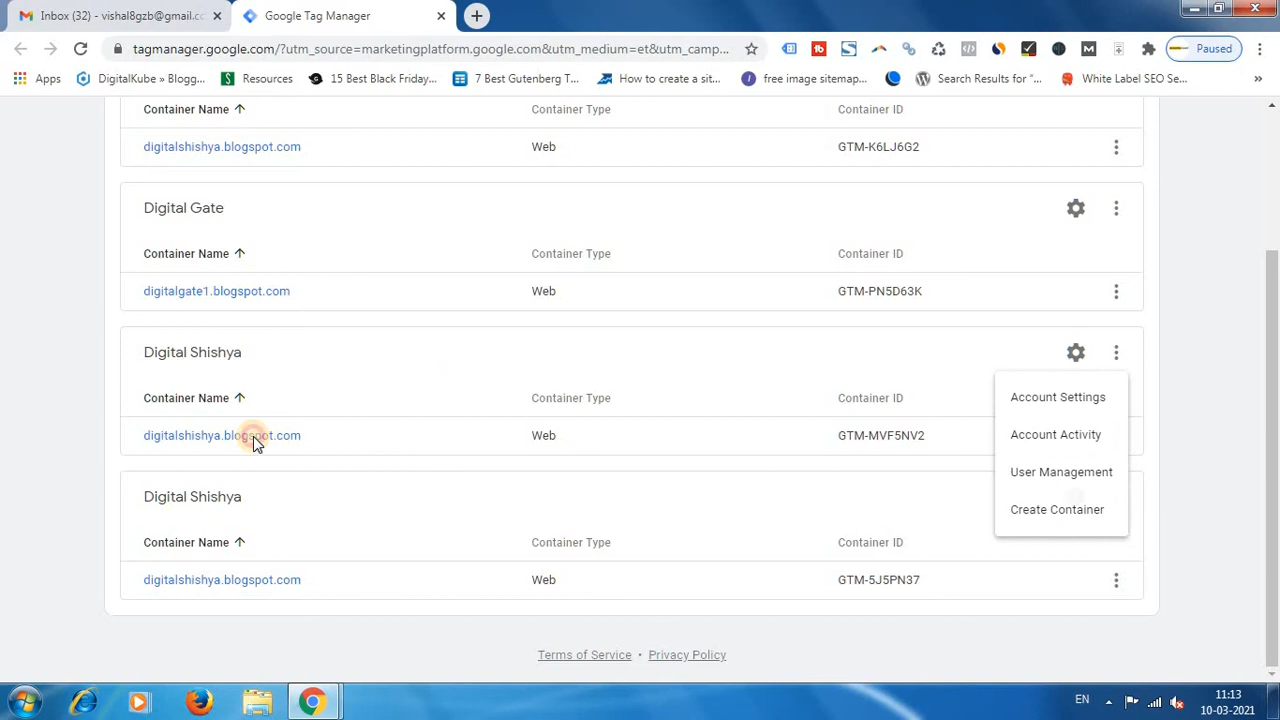 Inbox (32) - vishal8gzb@gmail.cc
Google Tag Manager
tagmanager.google.com/?utm_source=marketingplatform.google.com&utm_medium=et&utm_camp...
Paused
Apps
DigitalKube » Blogg...
Resources
15 Best Black Friday...
7 Best Gutenberg T...
How to create a sit...
free image sitemap...
Search Results for "...
White Label SEO Se...
»
Container Name Container Type Container ID
digitalshishya.blogspot.com Web GTM-K6LJ6G2
Digital Gate
Container Name Container Type Container ID
digitalgate1.blogspot.com Web GTM-PN5D63K
Digital Shishya
Container Name Container Type Container ID
digitalshishya.blogspot.com Web GTM-MVF5NV2
Account Settings
Account Activity
User Management
Create Container
Digital Shishya
Container Name Container Type Container ID
digitalshishya.blogspot.com Web GTM-5J5PN37
Terms of Service • Privacy Policy
EN
11:13
10-03-2021